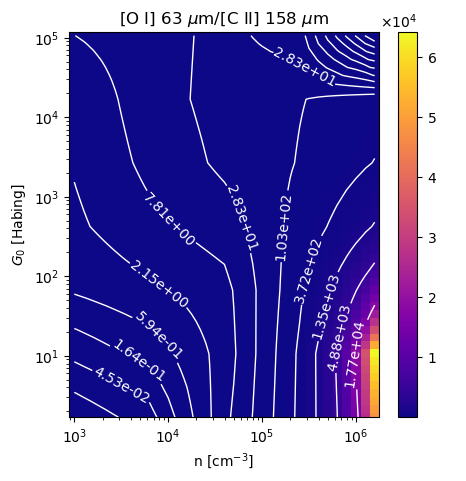 [O I] 63 μm/[C II] 158 μm
×10⁴
10⁵
10⁴
10³
10²
10¹
G₀ [Habing]
2.83e+01
7.81e+00
2.83e+01
1.03e+02
3.72e+02
2.15e+00
1.35e+03
5.94e-01
4.88e+03
1.64e-01
1.77e+04
4.53e-02
10³
10⁴
10⁵
10⁶
n [cm⁻³]
6
5
4
3
2
1